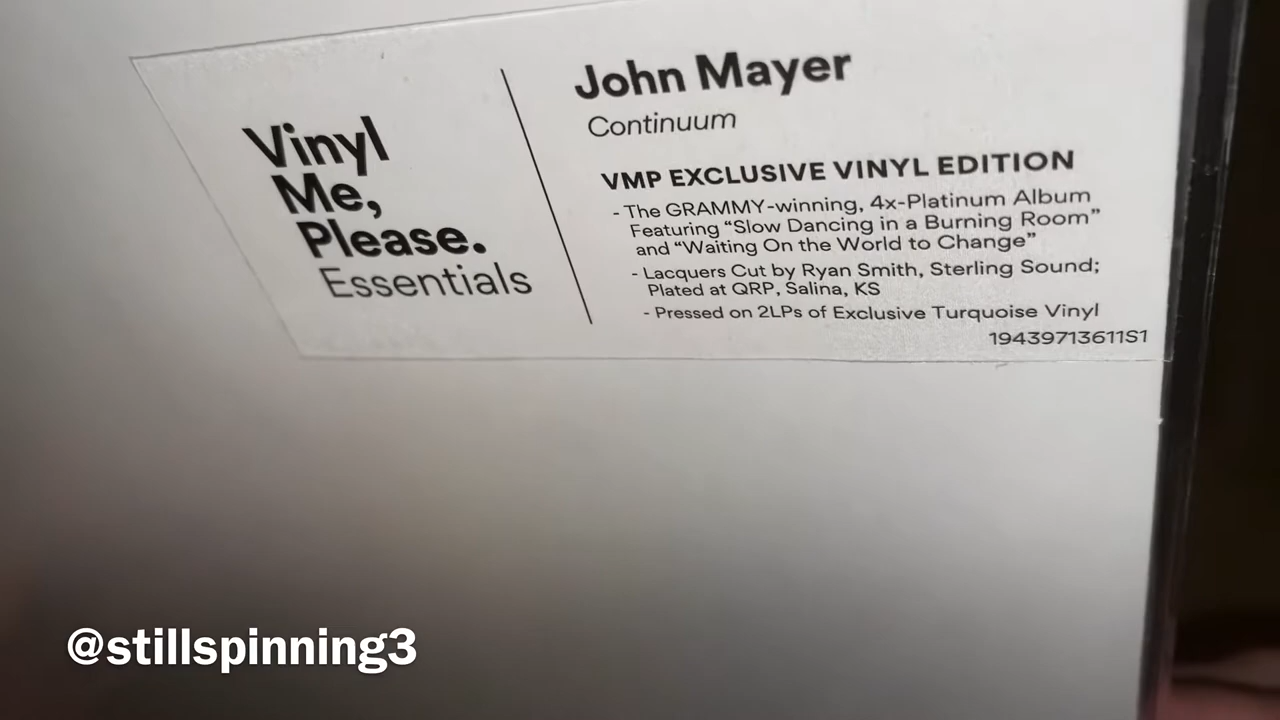 Vinyl
Me,
Please.
Essentials
John Mayer
Continuum
VMP EXCLUSIVE VINYL EDITION
- The GRAMMY-winning, 4x-Platinum Album
Featuring “Slow Dancing in a Burning Room”
and “Waiting On the World to Change”
- Lacquers Cut by Ryan Smith, Sterling Sound;
Plated at QRP, Salina, KS
- Pressed on 2LPs of Exclusive Turquoise Vinyl
19439713611S1
@stillspinning3